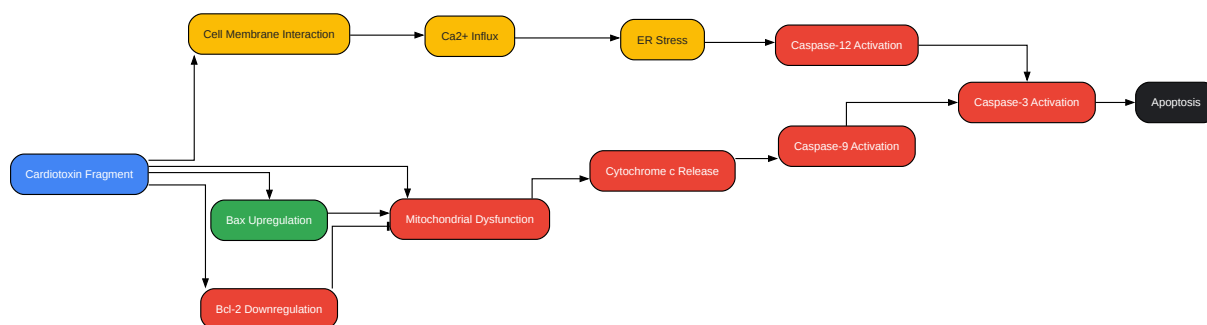 Cell Membrane Interaction
Ca2+ Influx
ER Stress
Caspase-12 Activation
Caspase-3 Activation
Apoptosis
Caspase-9 Activation
Cytochrome c Release
Cardiotoxin Fragment
Bax Upregulation
Mitochondrial Dysfunction
Bcl-2 Downregulation